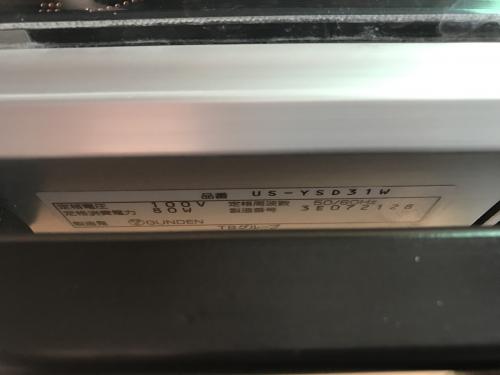 品番 US-YSD31W
定格電圧 100V 定格周波数 50/60Hz
定格消費電力 80W 製造番号 3E072126
製造元 GUNDEN
TBグループ